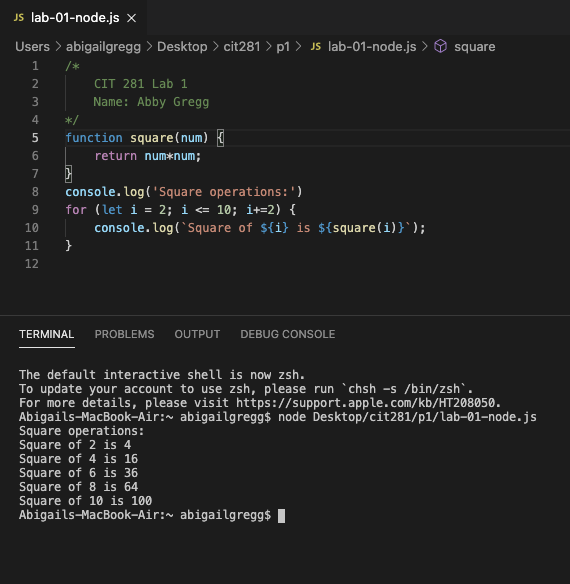 JS lab-01-node.js ×
Users > abigailgregg > Desktop > cit281 > p1 > JS lab-01-node.js > square
1 /*
2     CIT 281 Lab 1
3     Name: Abby Gregg
4 */
5 function square(num) {
6     return num*num;
7 }
8 console.log('Square operations:')
9 for (let i = 2; i <= 10; i+=2) {
10     console.log(`Square of ${i} is ${square(i)}`);
11 }
12
TERMINAL PROBLEMS OUTPUT DEBUG CONSOLE
The default interactive shell is now zsh.
To update your account to use zsh, please run `chsh -s /bin/zsh`.
For more details, please visit https://support.apple.com/kb/HT208050.
Abigails-MacBook-Air:~ abigailgregg$ node Desktop/cit281/p1/lab-01-node.js
Square operations:
Square of 2 is 4
Square of 4 is 16
Square of 6 is 36
Square of 8 is 64
Square of 10 is 100
Abigails-MacBook-Air:~ abigailgregg$